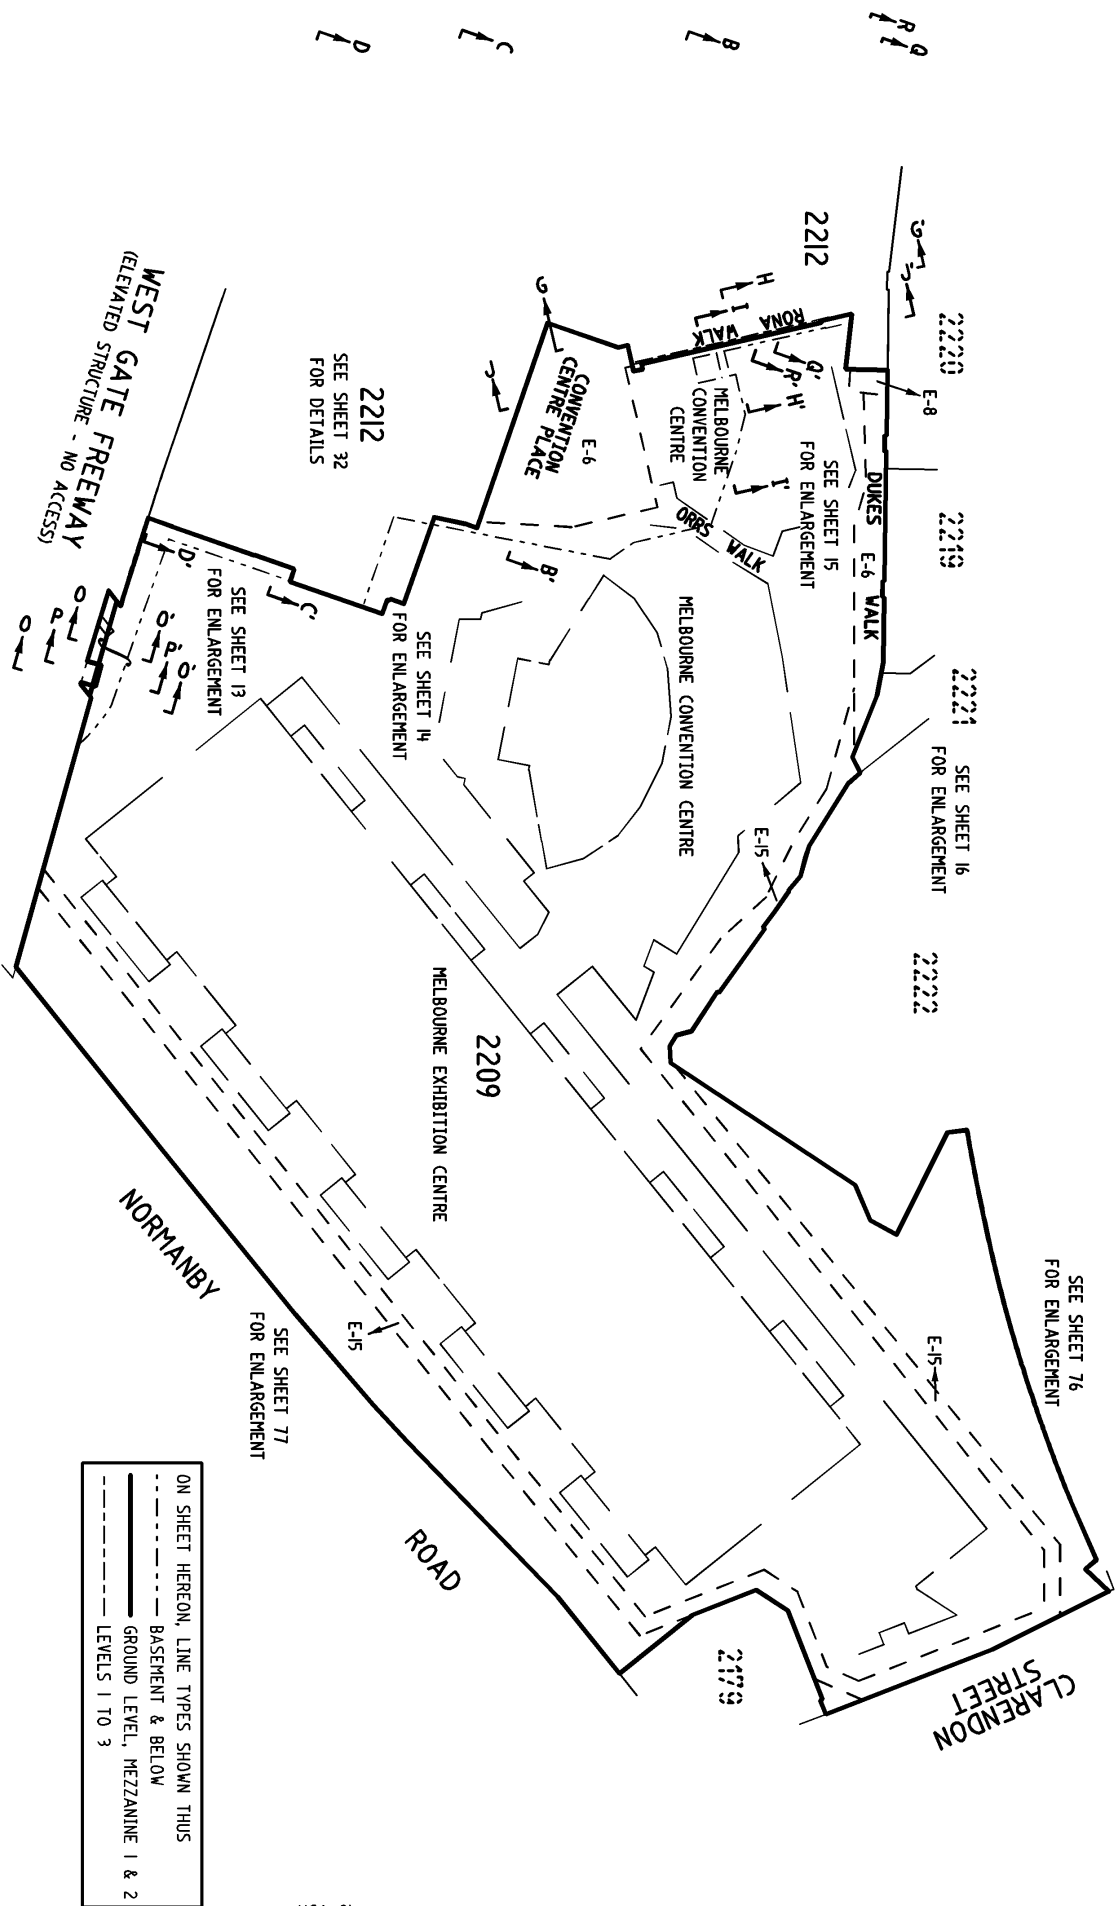 R
Q
B
C
D
2220
2219
2221
2222
2212
G'
J'
E-8
H
I
RONA
WALK
Q'
R'
H'
I'
DUKES
E-6
WALK
SEE SHEET 15
FOR ENLARGEMENT
MELBOURNE
CONVENTION
CENTRE
ORRS
WALK
G
J
CONVENTION
CENTRE PLACE
E-6
2212
SEE SHEET 32
FOR DETAILS
WEST GATE FREEWAY
(ELEVATED STRUCTURE - NO ACCESS)
B'
C'
D'
O
P
O
O'
P'
O'
SEE SHEET 13
FOR ENLARGEMENT
SEE SHEET 14
FOR ENLARGEMENT
MELBOURNE CONVENTION CENTRE
SEE SHEET 16
FOR ENLARGEMENT
E-15
2209
MELBOURNE EXHIBITION CENTRE
NORMANBY
ROAD
E-15
SEE SHEET 77
FOR ENLARGEMENT
SEE SHEET 76
FOR ENLARGEMENT
E-15
2179
CLARENDON
STREET
ON SHEET HEREON, LINE TYPES SHOWN THUS
BASEMENT & BELOW
GROUND LEVEL, MEZZANINE 1 & 2
LEVELS 1 TO 3